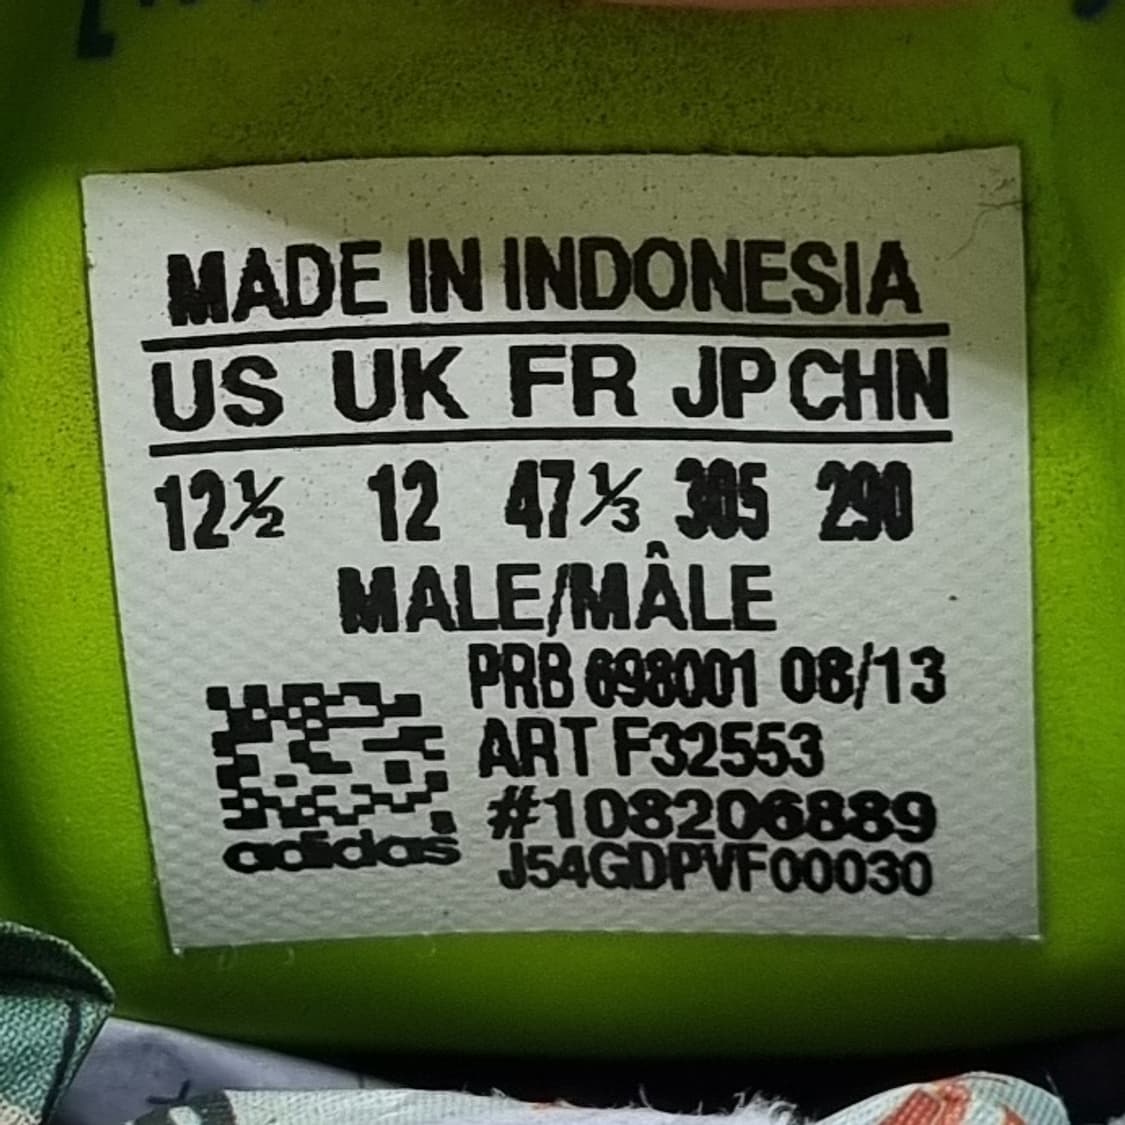 MADE IN INDONESIA
US UK FR JP CHN
12½ 12 47⅓ 305 290
MALE/MÂLE
PRB 698001 08/13
ART F32553
#108206889
adidas J54GDPVF00030